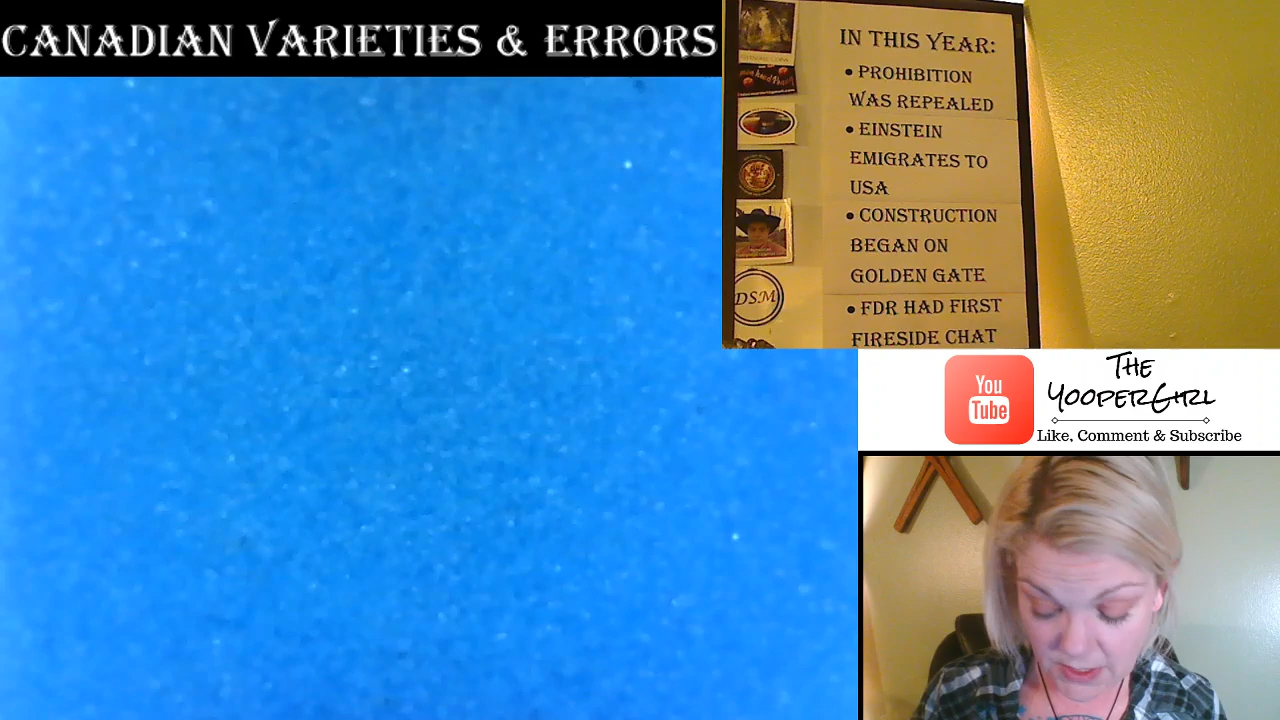 CANADIAN VARIETIES & ERRORS
IN THIS YEAR:
• PROHIBITION
WAS REPEALED
• EINSTEIN
EMIGRATES TO
USA
• CONSTRUCTION
BEGAN ON
GOLDEN GATE
• FDR HAD FIRST
FIRESIDE CHAT
DSM
You
Tube
THE
YOOPERGIRL
Like, Comment & Subscribe